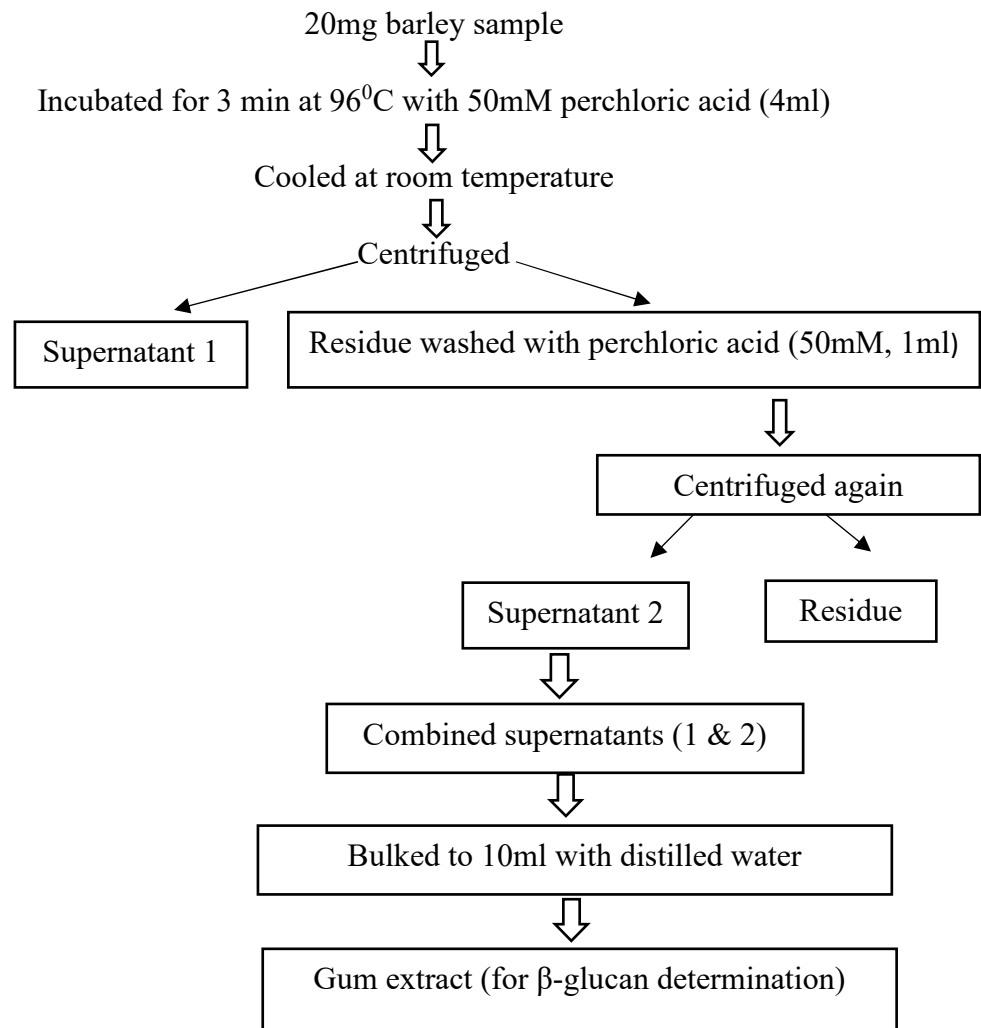 20mg barley sample
Incubated for 3 min at 96⁰C with 50mM perchloric acid (4ml)
Cooled at room temperature
Centrifuged
Supernatant 1
Residue washed with perchloric acid (50mM, 1ml)
Centrifuged again
Supernatant 2
Residue
Combined supernatants (1 & 2)
Bulked to 10ml with distilled water
Gum extract (for β-glucan determination)